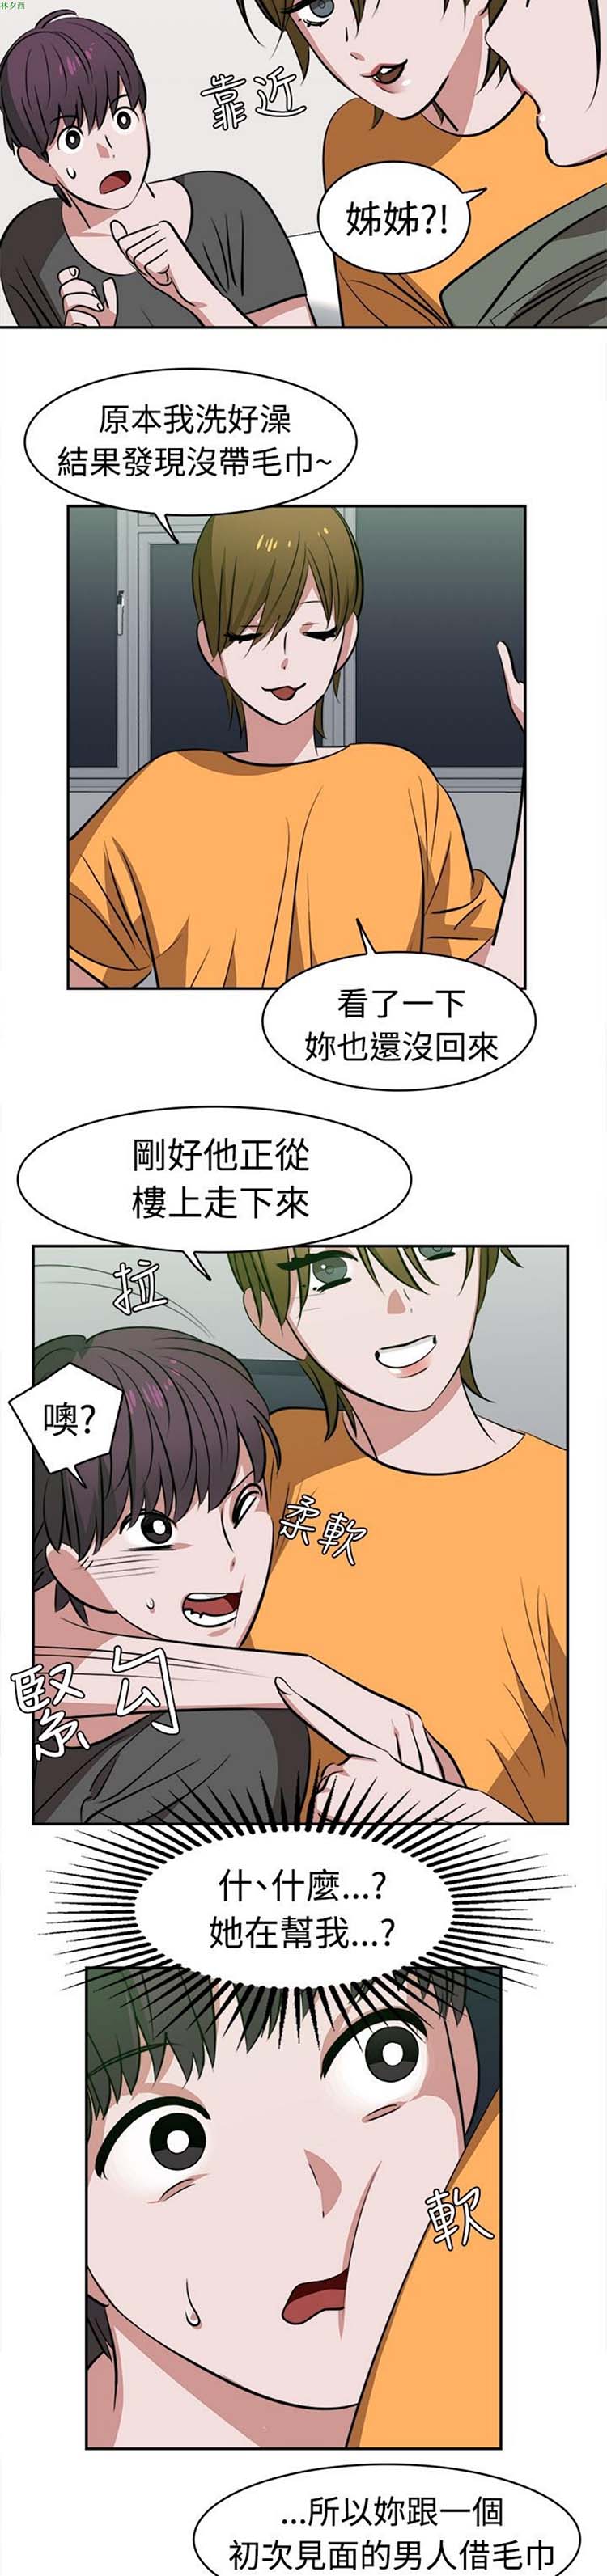 林夕西
靠近
姊姊?!
原本我洗好澡
結果發現沒帶毛巾~
看了一下
妳也還沒回來
剛好他正從
樓上走下來
拉
噢?
柔軟
緊勾
什、什麼...?
她在幫我...?
軟
...所以妳跟一個
初次見面的男人借毛巾